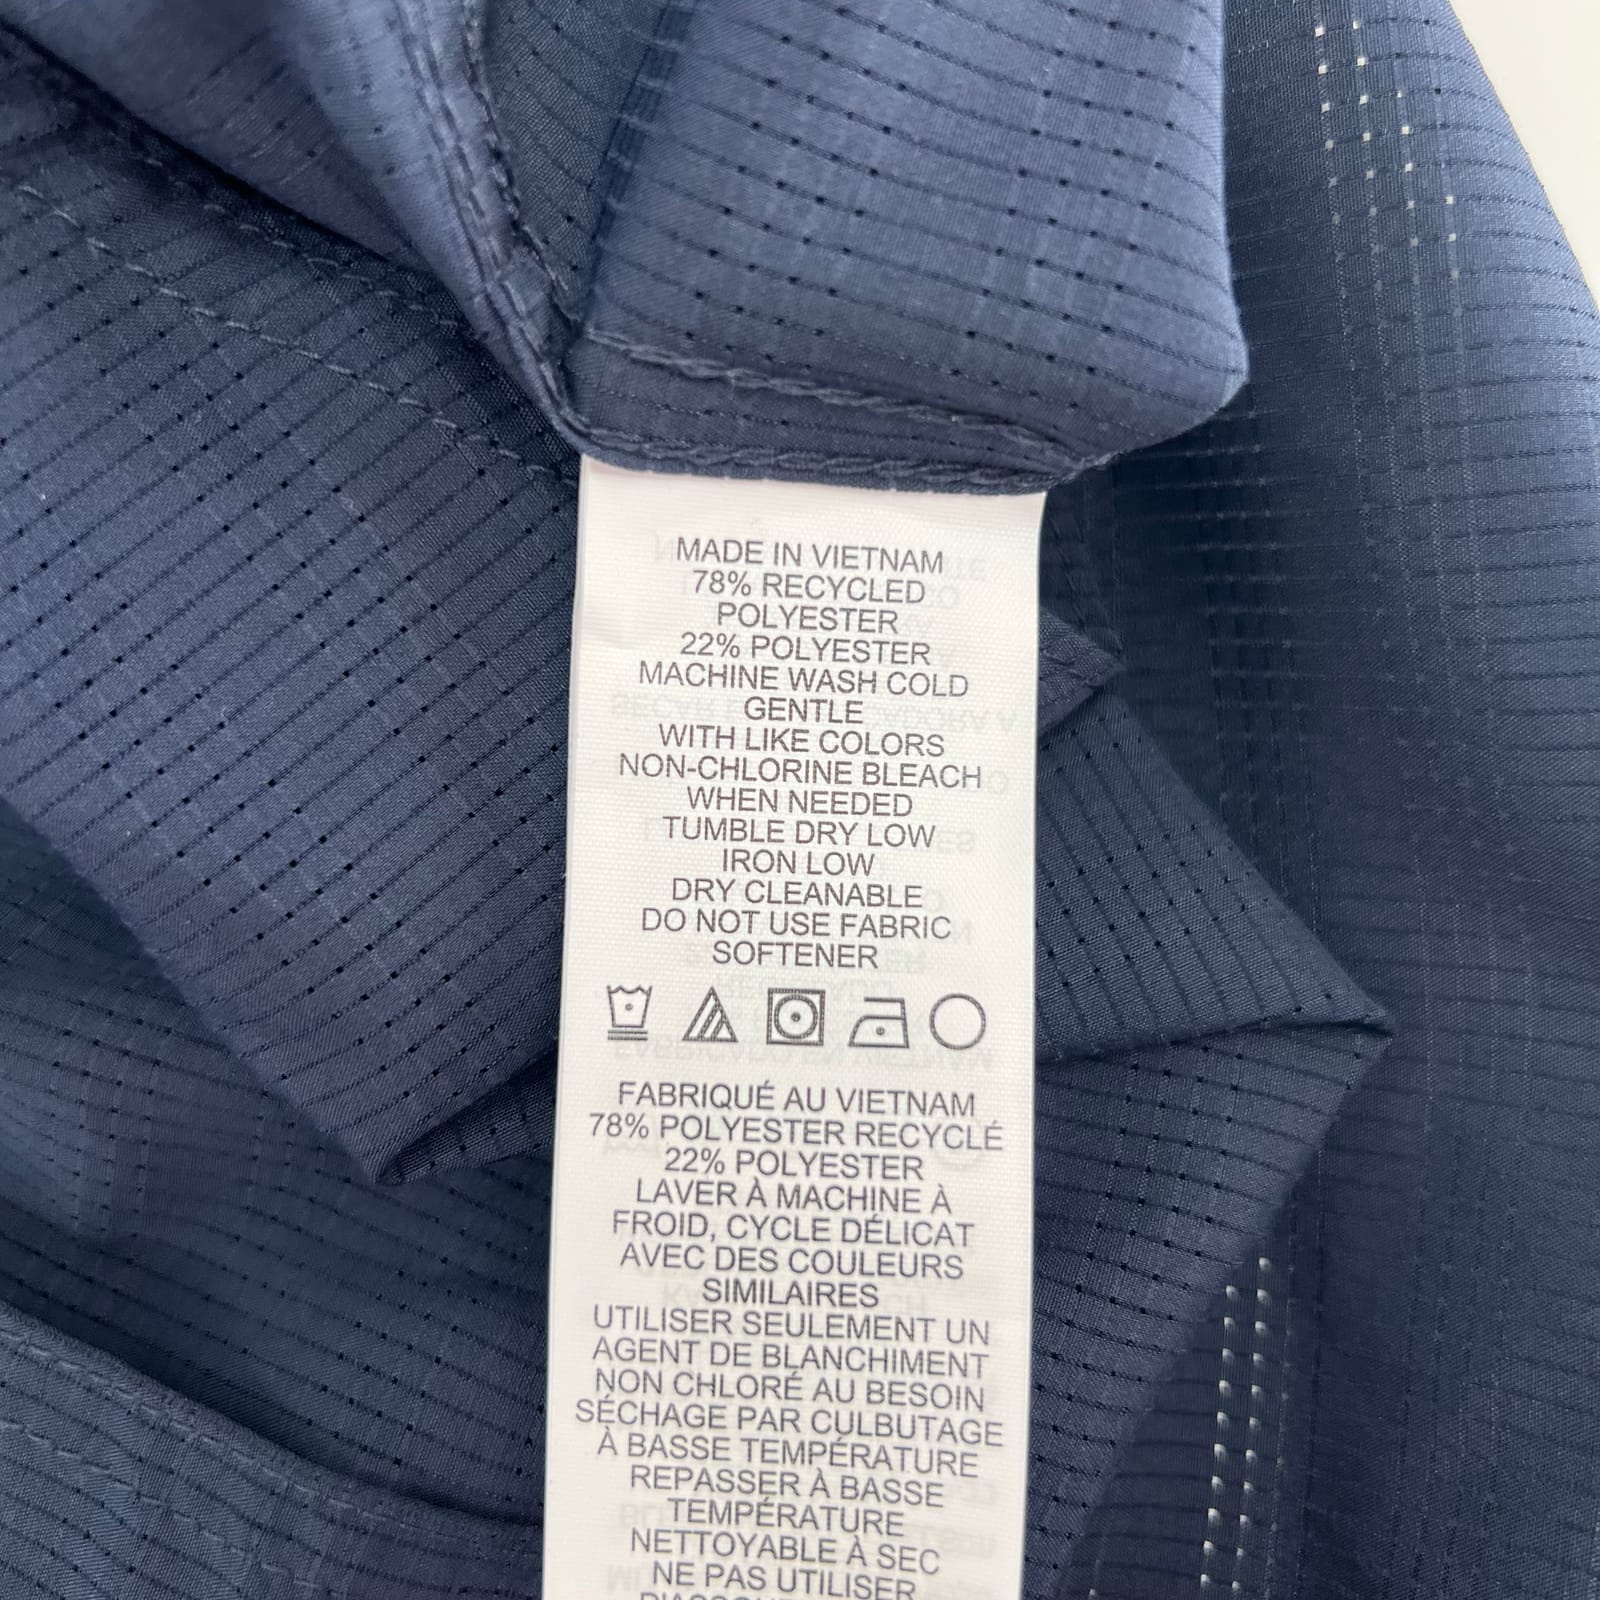 MADE IN VIETNAM
78% RECYCLED
POLYESTER
22% POLYESTER
MACHINE WASH COLD
GENTLE
WITH LIKE COLORS
NON-CHLORINE BLEACH
WHEN NEEDED
TUMBLE DRY LOW
IRON LOW
DRY CLEANABLE
DO NOT USE FABRIC
SOFTENER
FABRIQUÉ AU VIETNAM
78% POLYESTER RECYCLÉ
22% POLYESTER
LAVER À MACHINE À
FROID, CYCLE DÉLICAT
AVEC DES COULEURS
SIMILAIRES
UTILISER SEULEMENT UN
AGENT DE BLANCHIMENT
NON CHLORÉ AU BESOIN
SÉCHAGE PAR CULBUTAGE
À BASSE TEMPÉRATURE
REPASSER À BASSE
TEMPÉRATURE
NETTOYABLE À SEC
NE PAS UTILISER